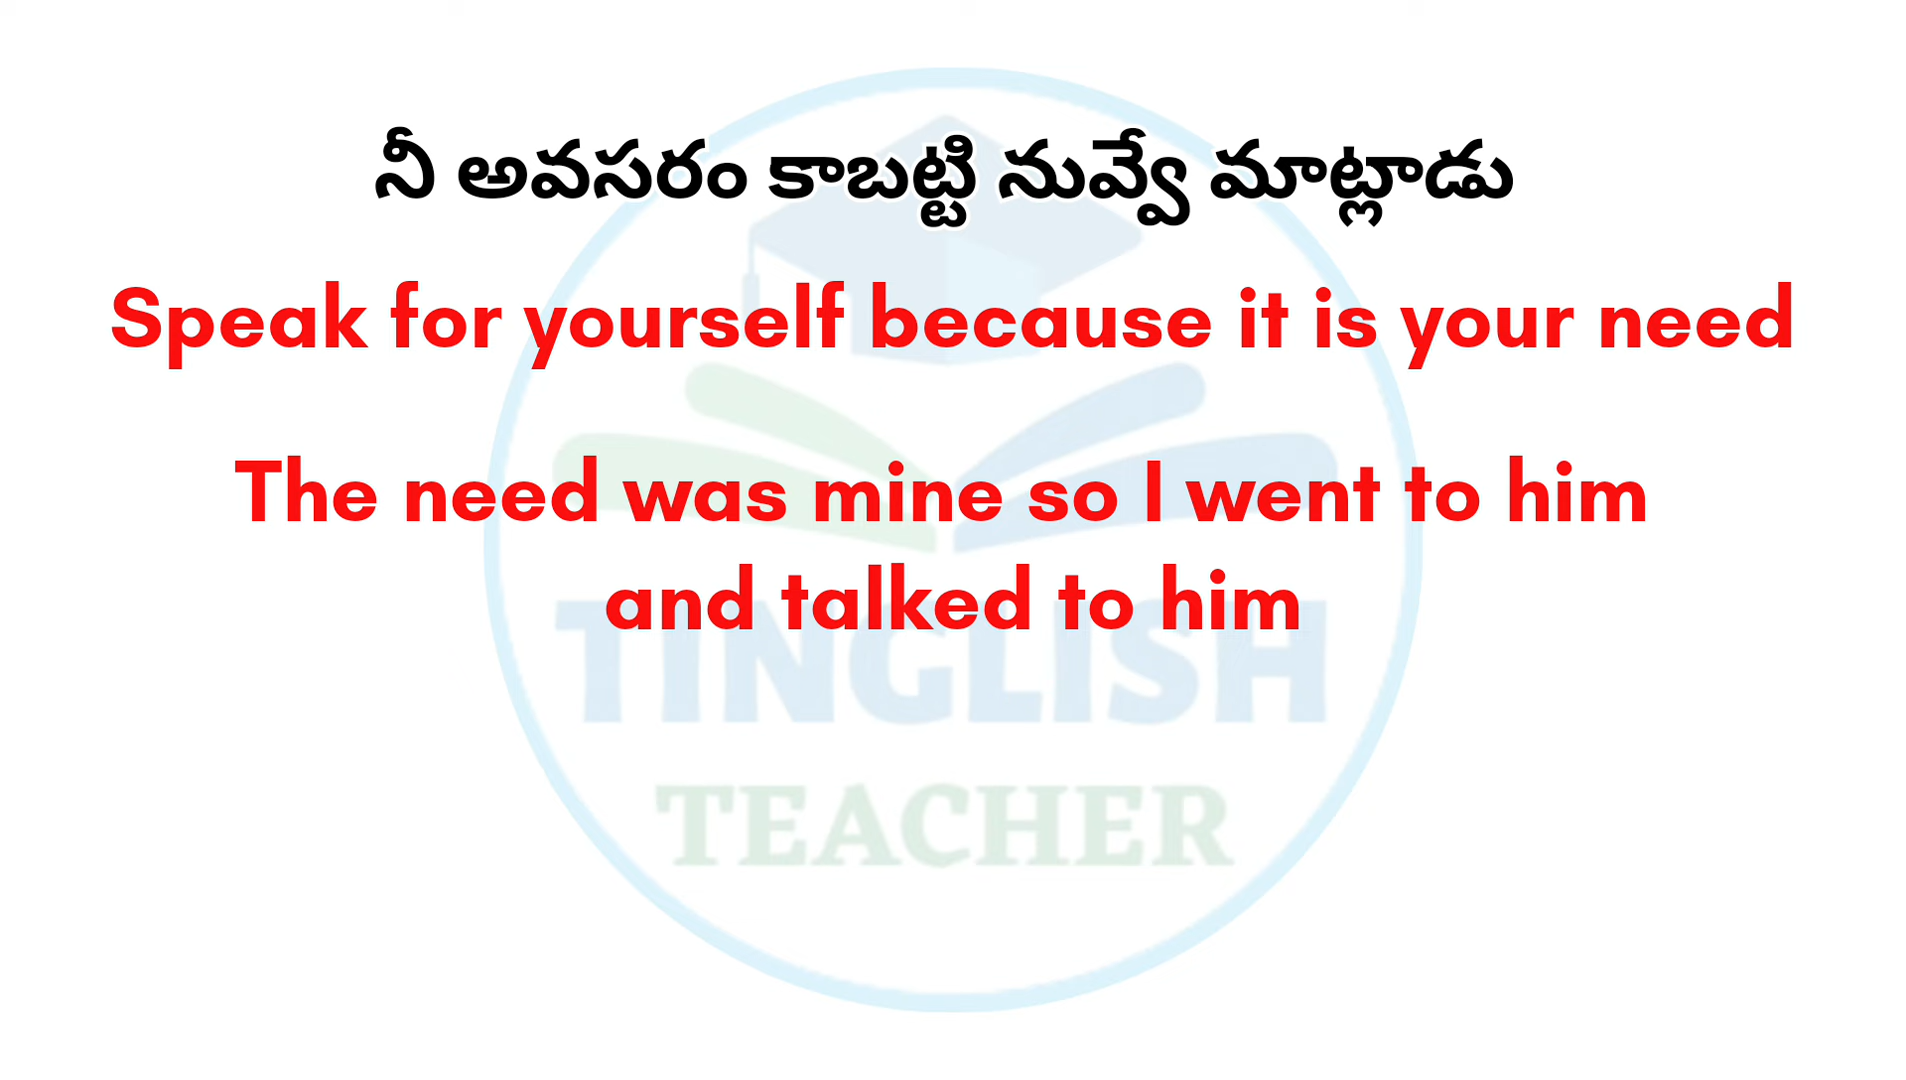 నీ అవసరం కాబట్టి నువ్వే మాట్లాడు
Speak for yourself because it is your need
The need was mine so I went to him
and talked to him
TINGLISH
TEACHER